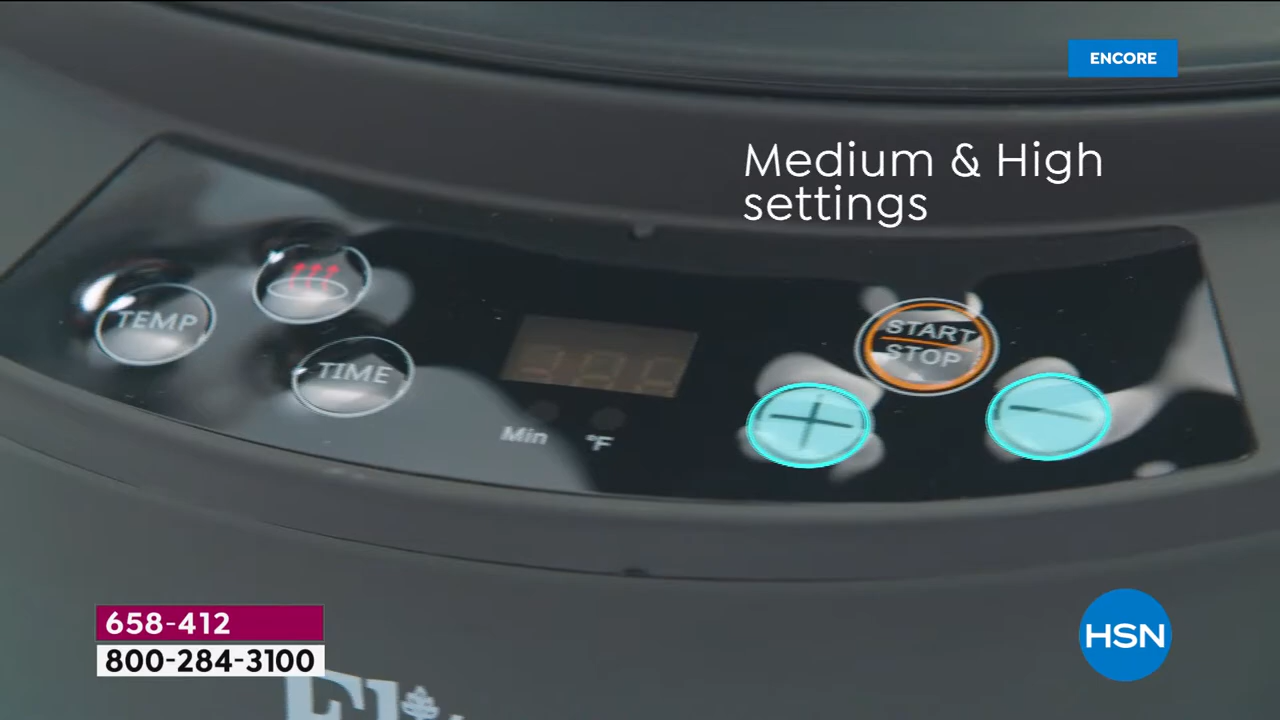 ENCORE
Medium & High
settings
TEMP
TIME
START
STOP
Min
°F
658-412
800-284-3100
HSN